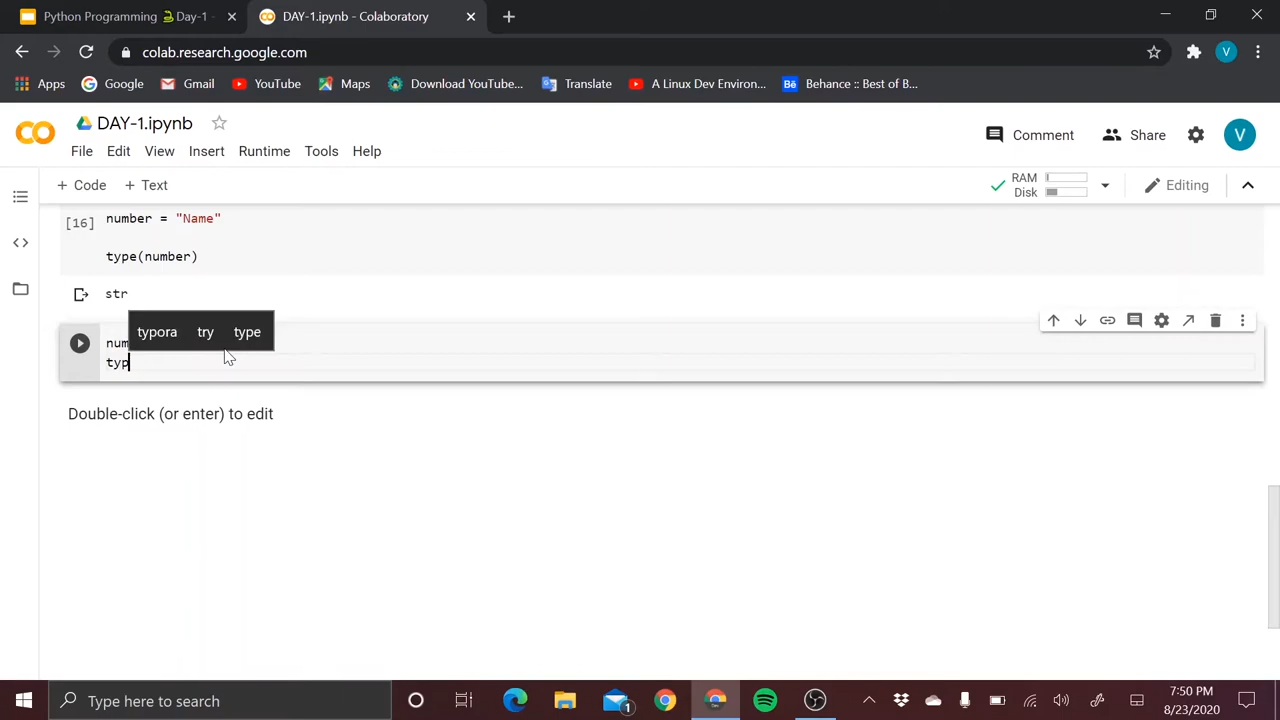 Python Programming Day-1 -
DAY-1.ipynb - Colaboratory
colab.research.google.com
V
Apps
Google
Gmail
YouTube
Maps
Download YouTube...
Translate
A Linux Dev Environ...
Bē
Behance :: Best of B...
CO
DAY-1.ipynb
Comment
Share
V
File
Edit
View
Insert
Runtime
Tools
Help
+ Code
+ Text
RAM
Disk
Editing
[16]
number = "Name"
type(number)
str
typora try type
num
typ
Double-click (or enter) to edit
Type here to search
1
7:50 PM
8/23/2020